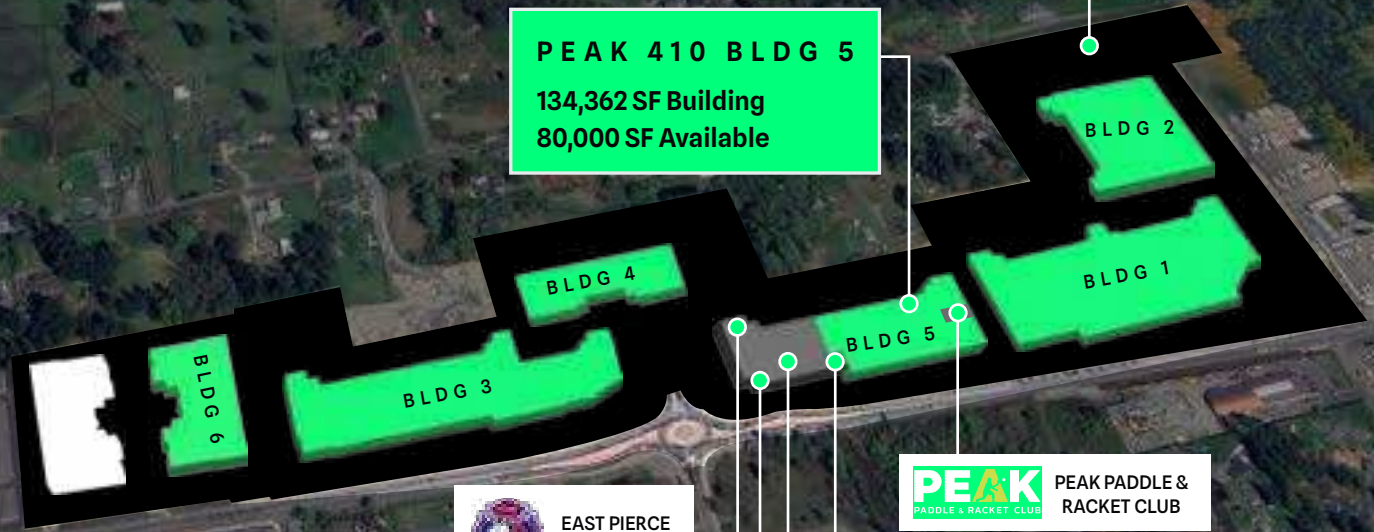 PEAK 410 BLDG 5
134,362 SF Building
80,000 SF Available
BLDG 2
BLDG 1
BLDG 4
BLDG 5
BLDG 3
BLDG 6
EAST PIERCE
PEAK
PADDLE & RACKET CLUB
PEAK PADDLE &
RACKET CLUB